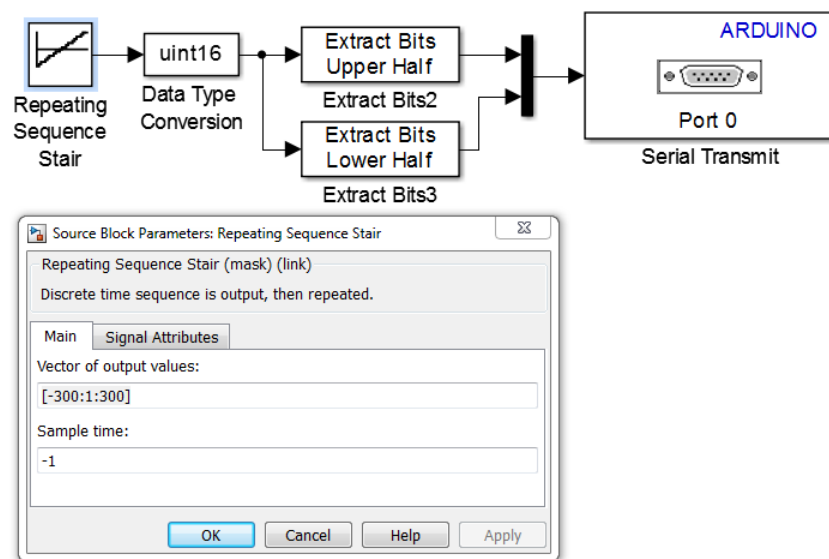 ARDUINO
Repeating
Sequence
Stair
uint16
Data Type
Conversion
Extract Bits
Upper Half
Extract Bits2
Extract Bits
Lower Half
Extract Bits3
Port 0
Serial Transmit
Source Block Parameters: Repeating Sequence Stair
Repeating Sequence Stair (mask) (link)
Discrete time sequence is output, then repeated.
Main Signal Attributes
Vector of output values:
[-300:1:300]
Sample time:
-1
OK Cancel Help Apply